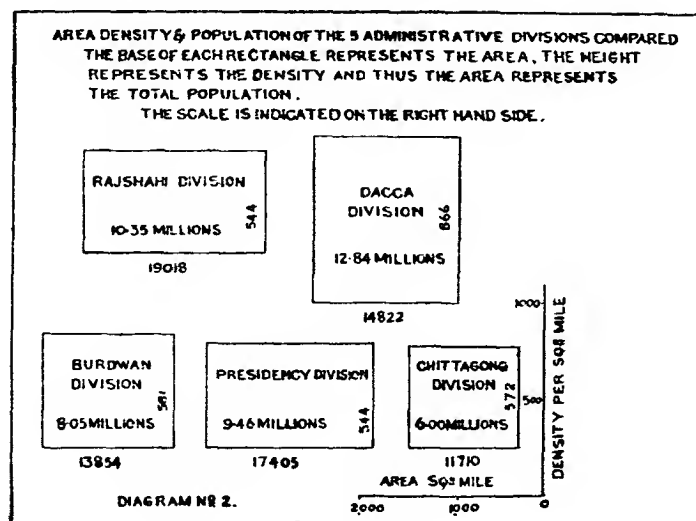 AREA DENSITY & POPULATION OF THE 5 ADMINISTRATIVE DIVISIONS COMPARED
THE BASE OF EACH RECTANGLE REPRESENTS THE AREA, THE HEIGHT
REPRESENTS THE DENSITY AND THUS THE AREA REPRESENTS
THE TOTAL POPULATION.
THE SCALE IS INDICATED ON THE RIGHT HAND SIDE.
RAJSHAHI DIVISION
544
10·35 MILLIONS
19018
DACCA
DIVISION
866
12·84 MILLIONS
14822
BURDWAN
DIVISION
581
8·05 MILLIONS
13854
PRESIDENCY DIVISION
544
9·46 MILLIONS
17405
CHITTAGONG
DIVISION
572
6·00 MILLIONS
11710
1000
500
0
DENSITY PER SQR MILE
AREA SQR MILE
2,000
1000
DIAGRAM NO 2.